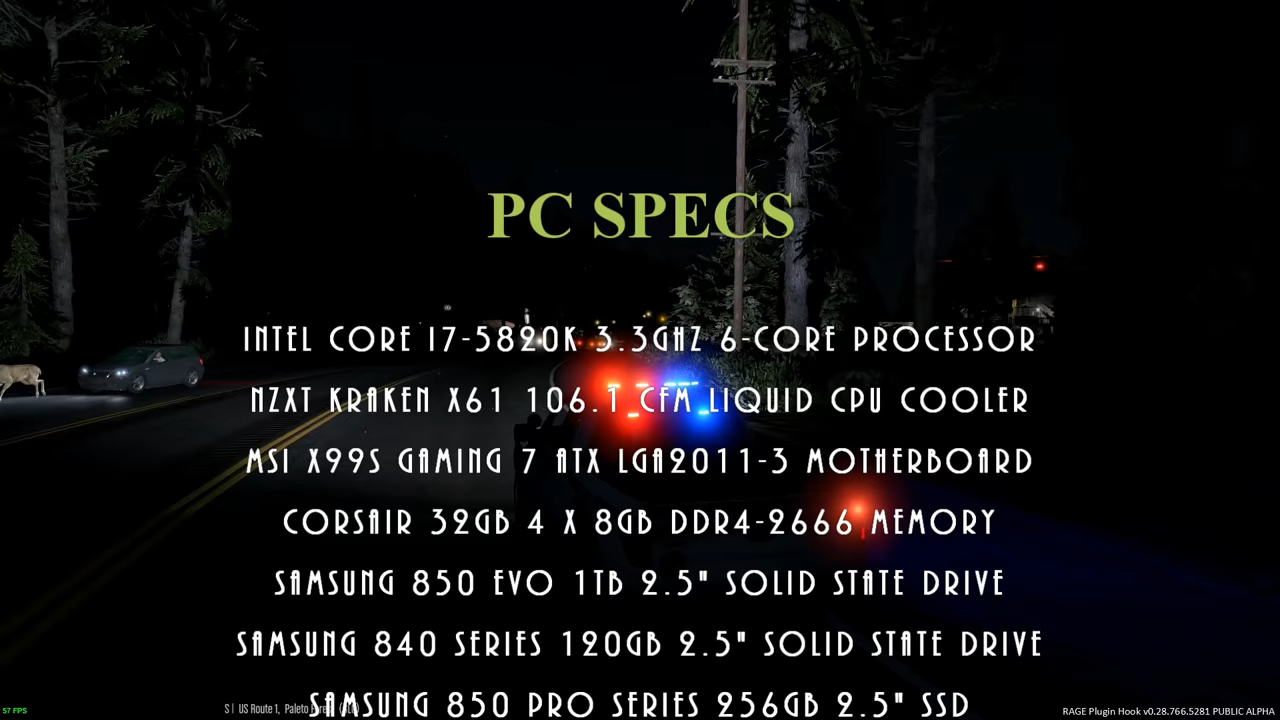 PC SPECS
INTEL CORE I7-5820K 3.3GHZ 6-CORE PROCESSOR
NZXT KRAKEN X61 106.1 CFM LIQUID CPU COOLER
MSI X99S GAMING 7 ATX LGA2011-3 MOTHERBOARD
CORSAIR 32GB 4 X 8GB DDR4-2666 MEMORY
SAMSUNG 850 EVO 1TB 2.5" SOLID STATE DRIVE
SAMSUNG 840 SERIES 120GB 2.5" SOLID STATE DRIVE
SAMSUNG 850 PRO SERIES 256GB 2.5" SSD
57 FPS
S | US Route 1, Paleto
RAGE Plugin Hook v0.28.766.5281 PUBLIC ALPHA